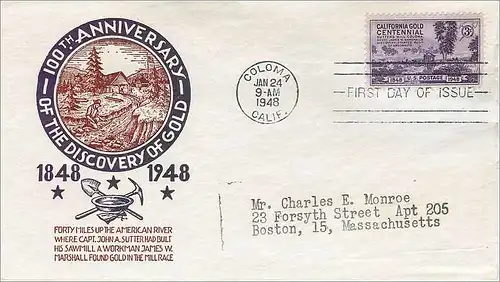 100TH ANNIVERSARY
OF THE DISCOVERY OF GOLD
1848 1948
FORTY MILES UP THE AMERICAN RIVER
WHERE CAPT. JOHN A. SUTTER HAD BUILT
HIS SAWMILL A WORKMAN JAMES W.
MARSHALL FOUND GOLD IN THE MILL RACE
COLOMA
JAN 24
9-AM
1948
CALIF.
CALIFORNIA GOLD
CENTENNIAL
3¢
1848 U.S. POSTAGE 1948
FIRST DAY OF ISSUE
Mr. Charles E. Monroe
23 Forsyth Street Apt 205
Boston, 15, Massachusetts